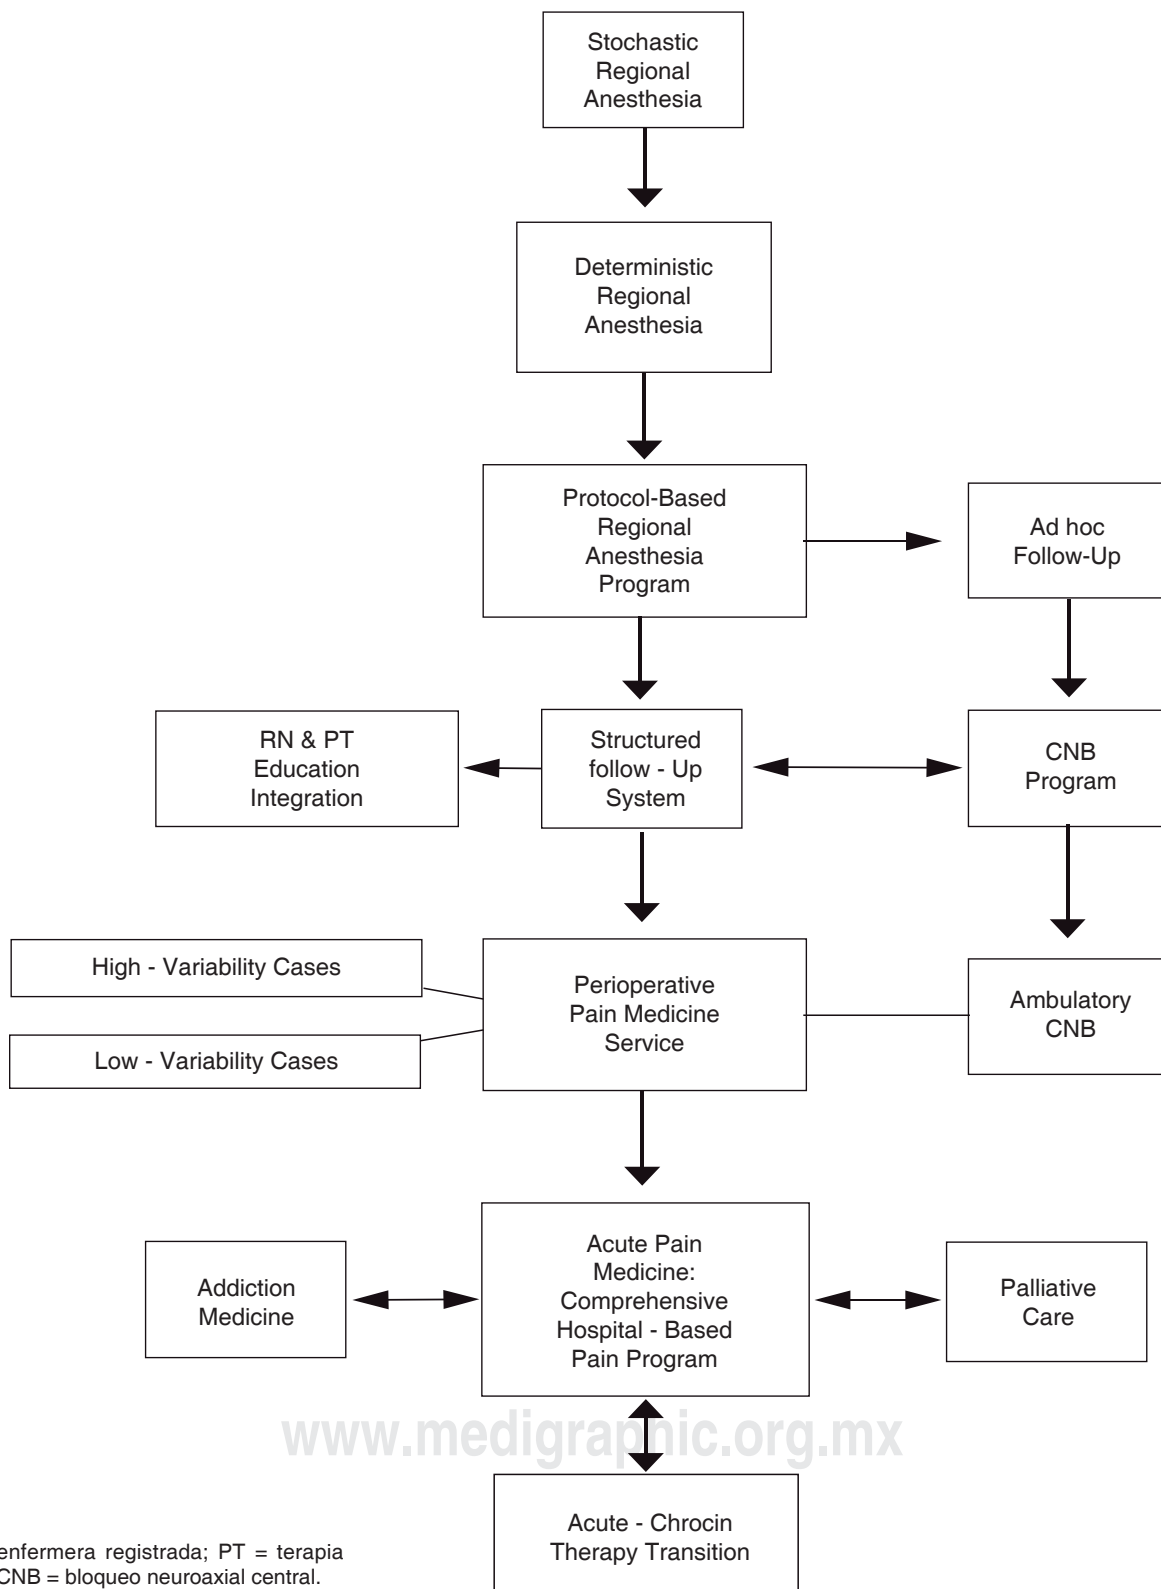 Stochastic
Regional
Anesthesia
Deterministic
Regional
Anesthesia
Protocol-Based
Regional
Anesthesia
Program
Ad hoc
Follow-Up
RN & PT
Education
Integration
Structured
follow - Up
System
CNB
Program
High - Variability Cases
Low - Variability Cases
Perioperative
Pain Medicine
Service
Ambulatory
CNB
Addiction
Medicine
Acute Pain
Medicine:
Comprehensive
Hospital - Based
Pain Program
Palliative
Care
www.medigraphic.org.mx
Acute - Chrocin
Therapy Transition
enfermera registrada; PT = terapia
CNB = bloqueo neuroaxial central.